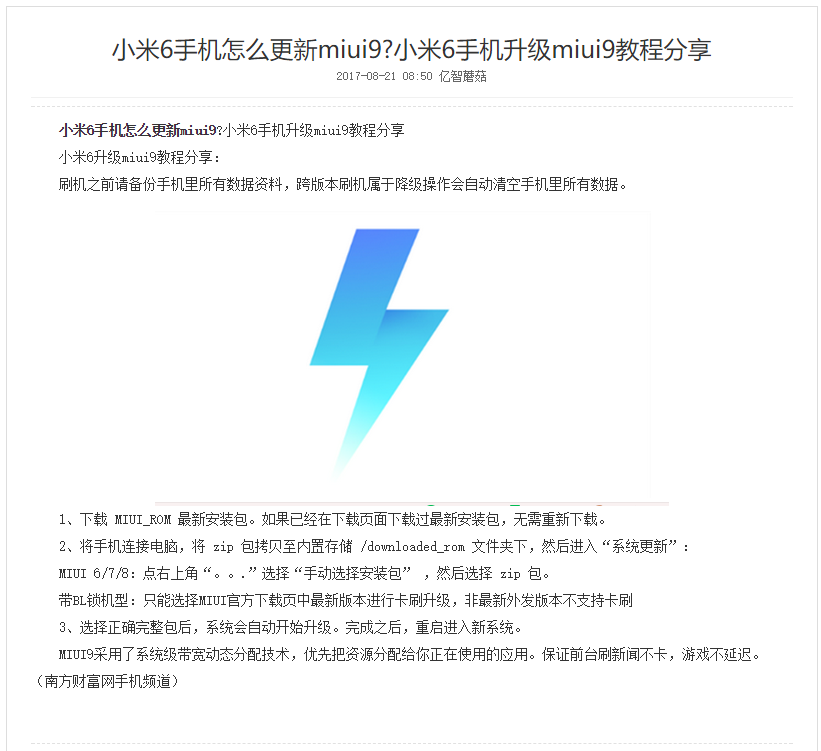 小米6手机怎么更新miui9?小米6手机升级miui9教程分享
2017-08-21 08:50 亿智蘑菇
小米6手机怎么更新miui9?小米6手机升级miui9教程分享
小米6升级miui9教程分享：
刷机之前请备份手机里所有数据资料，跨版本刷机属于降级操作会自动清空手机里所有数据。
1、下载 MIUI_ROM 最新安装包。如果已经在下载页面下载过最新安装包，无需重新下载。
2、将手机连接电脑，将 zip 包拷贝至内置存储 /downloaded_rom 文件夹下，然后进入“系统更新”：
MIUI 6/7/8：点右上角“。。.”选择“手动选择安装包” ，然后选择 zip 包。
带BL锁机型：只能选择MIUI官方下载页中最新版本进行卡刷升级，非最新外发版本不支持卡刷
3、选择正确完整包后，系统会自动开始升级。完成之后，重启进入新系统。
MIUI9采用了系统级带宽动态分配技术，优先把资源分配给你正在使用的应用。保证前台刷新闻不卡，游戏不延迟。
（南方财富网手机频道）